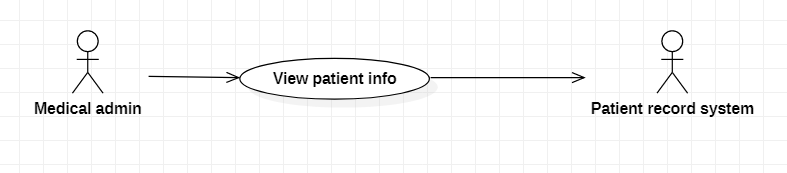 View patient info
Medical admin
Patient record system